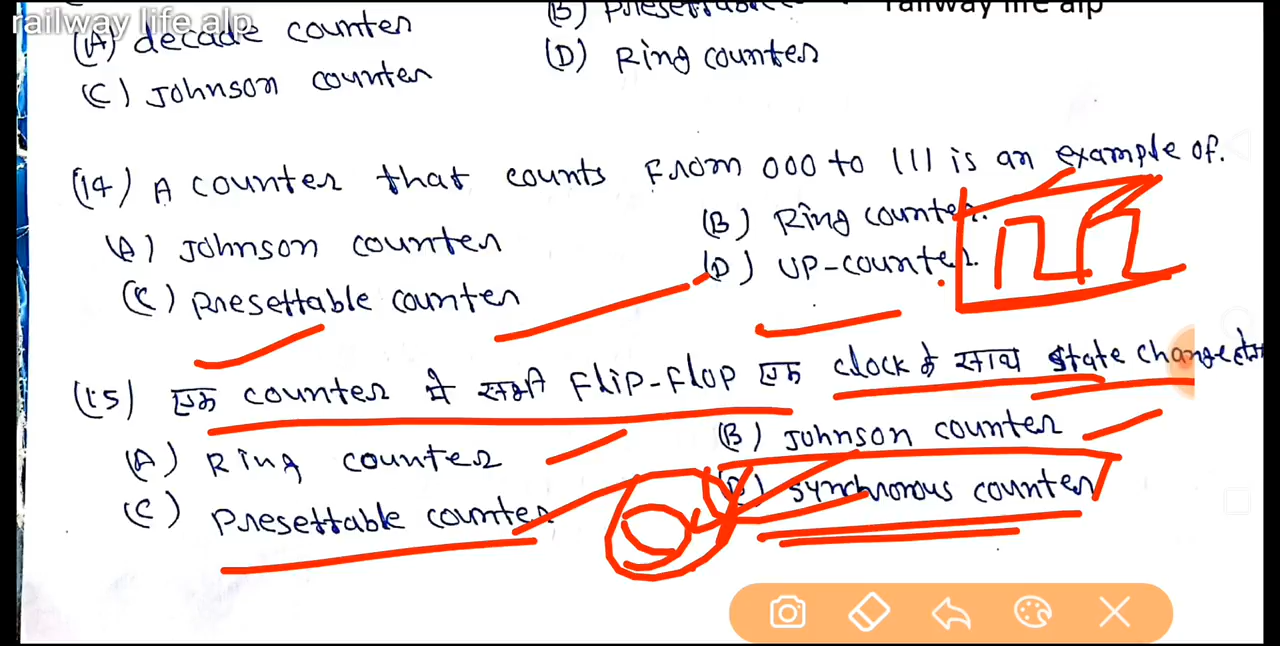 railway life alp
(B) Presettable
railway life alp
(A) decade counter
(D) Ring counter
(C) Johnson counter
(14) A counter that counts From 000 to 111 is an example of.
(A) Johnson counter
(B) Ring counter.
(C) Presettable counter
(D) UP-counter.
(15) एक counter में सभी Flip-Flop एक clock के साथ state change
(A) Ring counter
(B) Johnson counter
(C) Presettable counter
(D) Synchronous counter